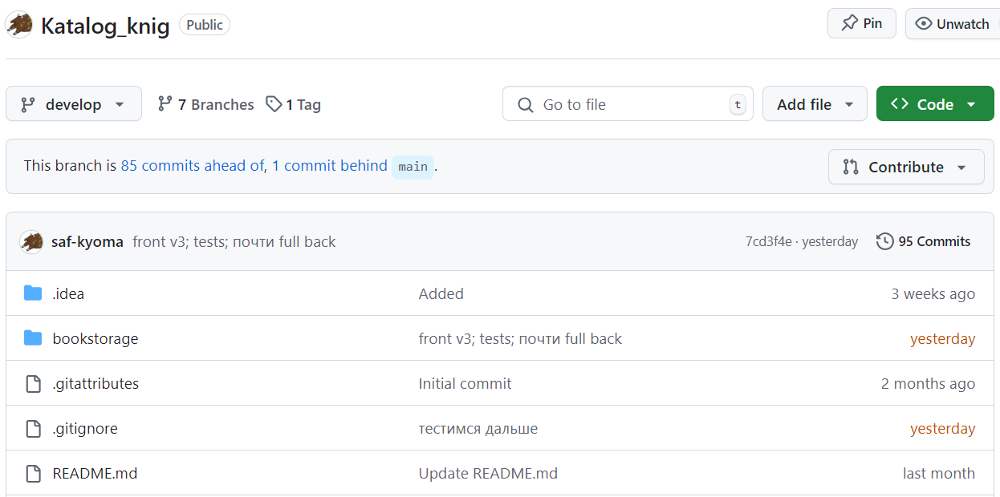 Katalog_knig Public Pin Unwatch
develop 7 Branches 1 Tag Go to file t Add file Code
This branch is 85 commits ahead of, 1 commit behind main . Contribute
saf-kyoma front v3; tests; почти full back 7cd3f4e · yesterday 95 Commits
.idea Added 3 weeks ago
bookstorage front v3; tests; почти full back yesterday
.gitattributes Initial commit 2 months ago
.gitignore тестимся дальше yesterday
README.md Update README.md last month